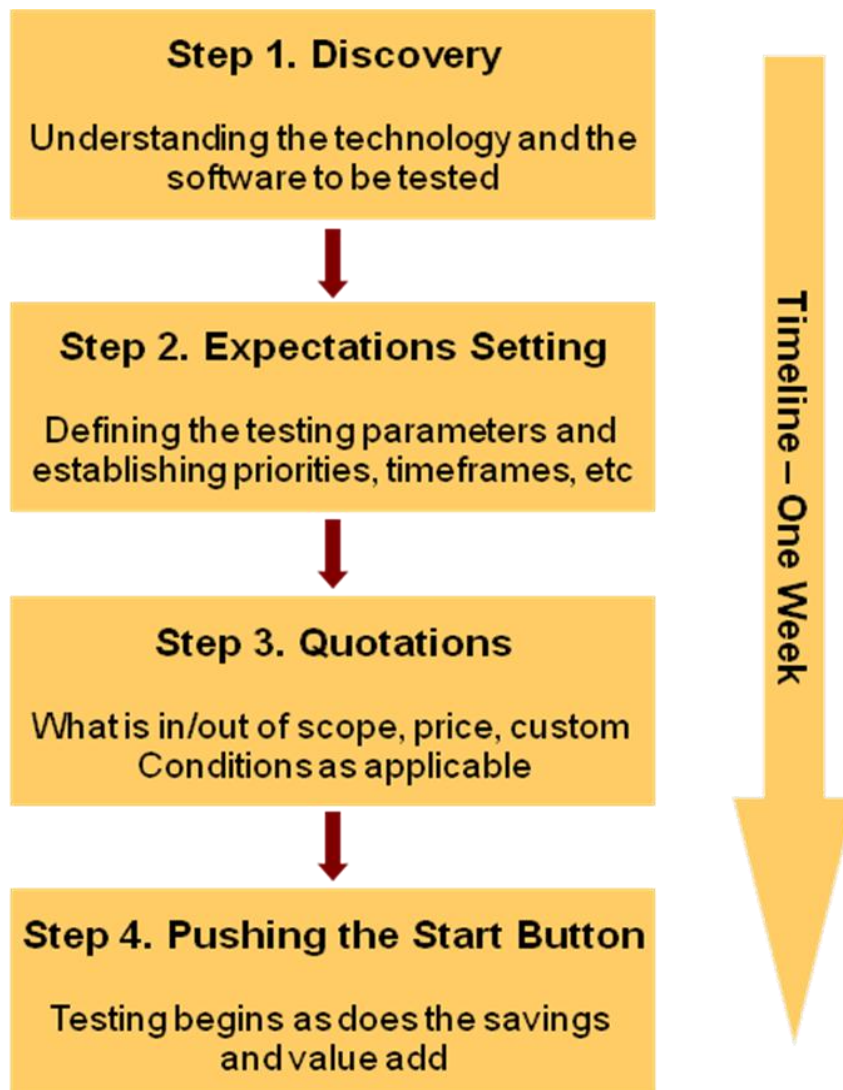 Step 1. Discovery
Understanding the technology and the
software to be tested
Step 2. Expectations Setting
Defining the testing parameters and
establishing priorities, timeframes, etc
Step 3. Quotations
What is in/out of scope, price, custom
Conditions as applicable
Step 4. Pushing the Start Button
Testing begins as does the savings
and value add
Timeline – One Week